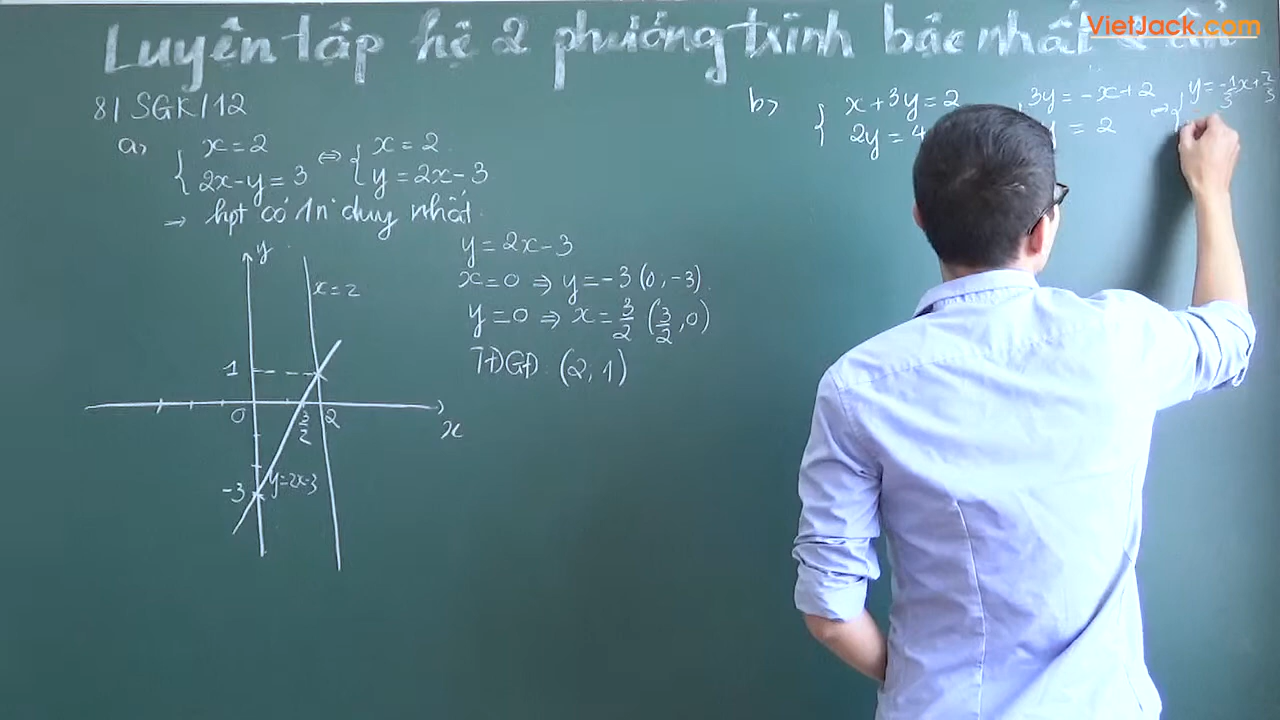 Luyện tập hệ 2 phương trình bậc nhất 2 ẩn
VietJack.com
8/ SGK/12
a,
{ x = 2
2x - y = 3
⇔ { x = 2
y = 2x - 3
→ hpt có 1 n° duy nhất.
y = 2x - 3
x = 0 ⇒ y = -3 (0, -3).
y = 0 ⇒ x = 3/2 (3/2, 0)
TĐGĐ. (2, 1)
y
x = 2
1
0
3/2
2
x
-3
y=2x-3
b,
{ x + 3y = 2
2y = 4
3y = -x + 2
y = 2
⇔ { y = -1/3 x + 2/3